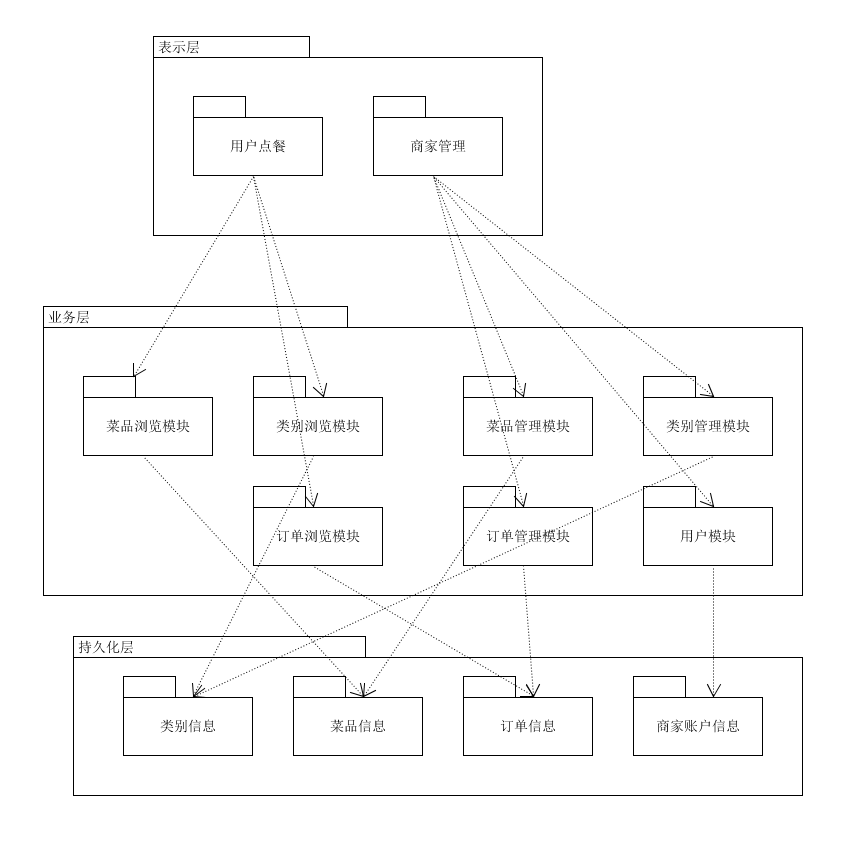 表示层
用户点餐
商家管理
业务层
菜品浏览模块
类别浏览模块
菜品管理模块
类别管理模块
订单浏览模块
订单管理模块
用户模块
持久化层
类别信息
菜品信息
订单信息
商家账户信息